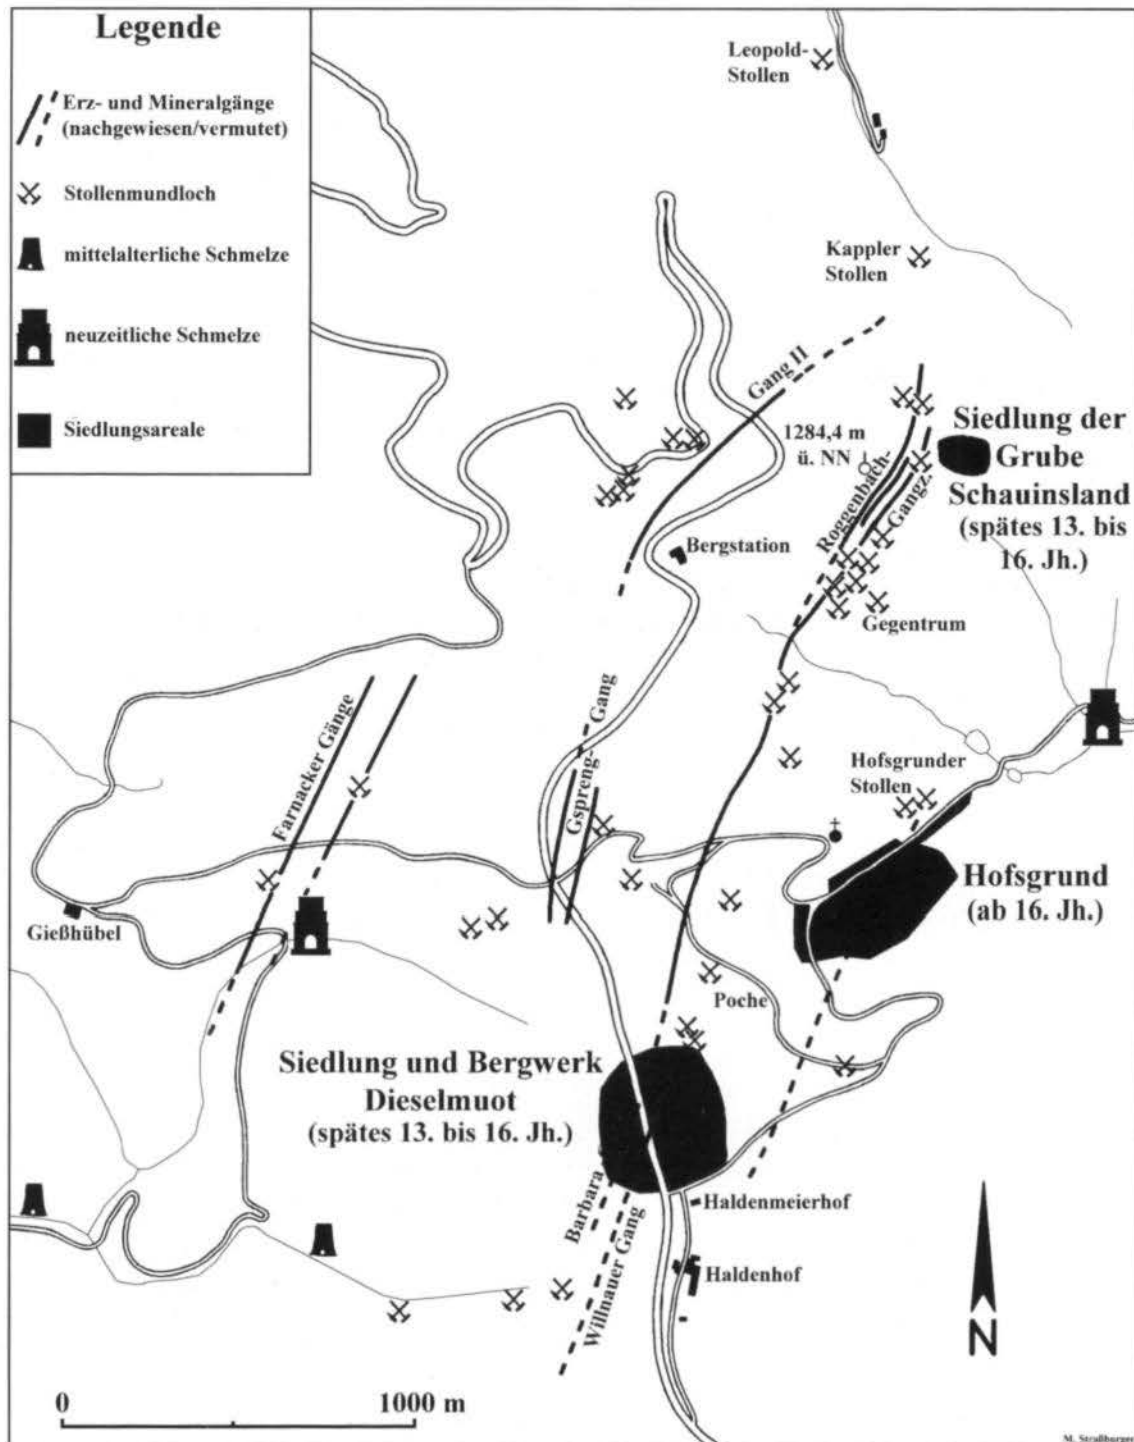 Legende
Erz- und Mineralgänge
(nachgewiesen/vermutet)
Stollenmundloch
mittelalterliche Schmelze
neuzeitliche Schmelze
Siedlungsareale
Leopold-
Stollen
Kappler
Stollen
Gang II
1284,4 m
ü. NN
Roggenbach-
Gangz.
Siedlung der
Grube
Schauinsland
(spätes 13. bis
16. Jh.)
Bergstation
Gegentrum
Farnacker Gänge
Gspreng-
Gang
Hofsgrunder
Stollen
Hofsgrund
(ab 16. Jh.)
Gießhübel
Poche
Siedlung und Bergwerk
Dieselmuot
(spätes 13. bis 16. Jh.)
Barbara
Willnauer Gang
Haldenmeierhof
Haldenhof
N
0 1000 m
M. Straßburger